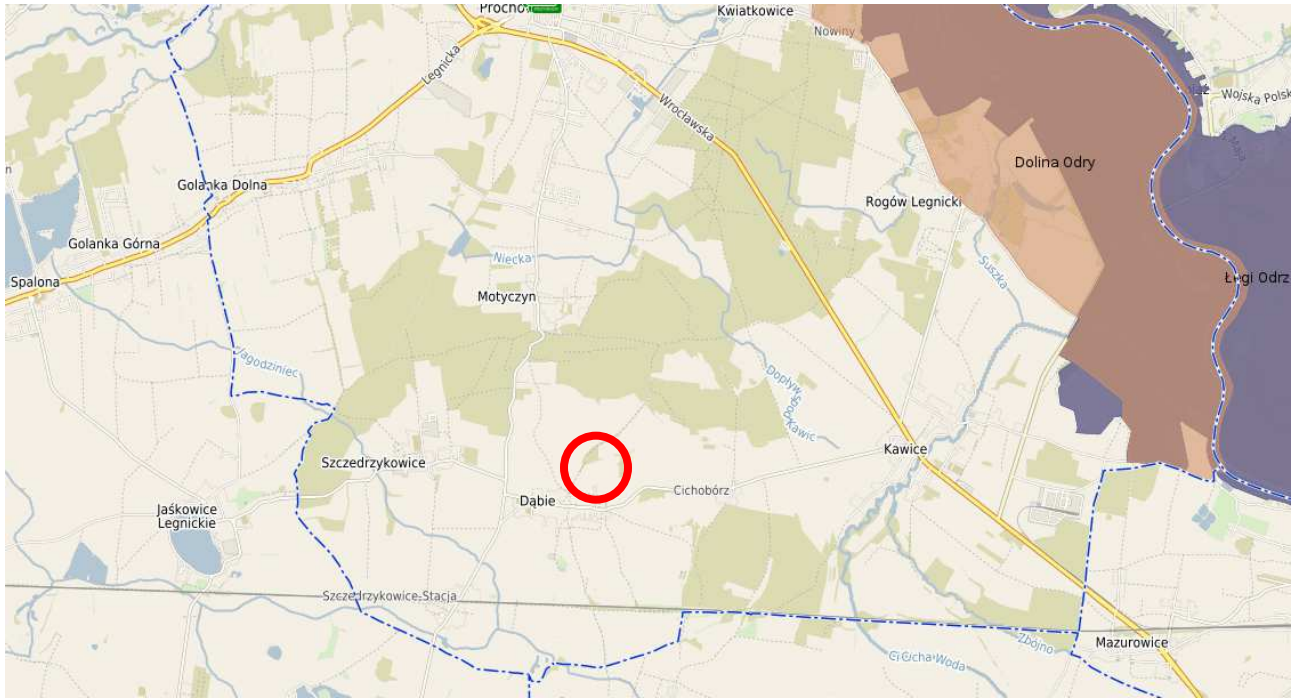 Kwiatkowice
Nowiny
Legnicka
Wrocławska
Wojska Polsk
Dolina Odry
Golanka Dolna
Rogów Legnicki
Golanka Górna
Niecka
Suszka
Spalona
Motyczyn
Łęgi Odrz
Jagodziniec
Dopływ
spod
Kawic
Szczedrzykowice
Kawice
Cichobórz
Dąbie
Jaśkowice
Legnickie
Szczedrzykowice-Stacja
Zbójno
Mazurowice
Cicha Woda